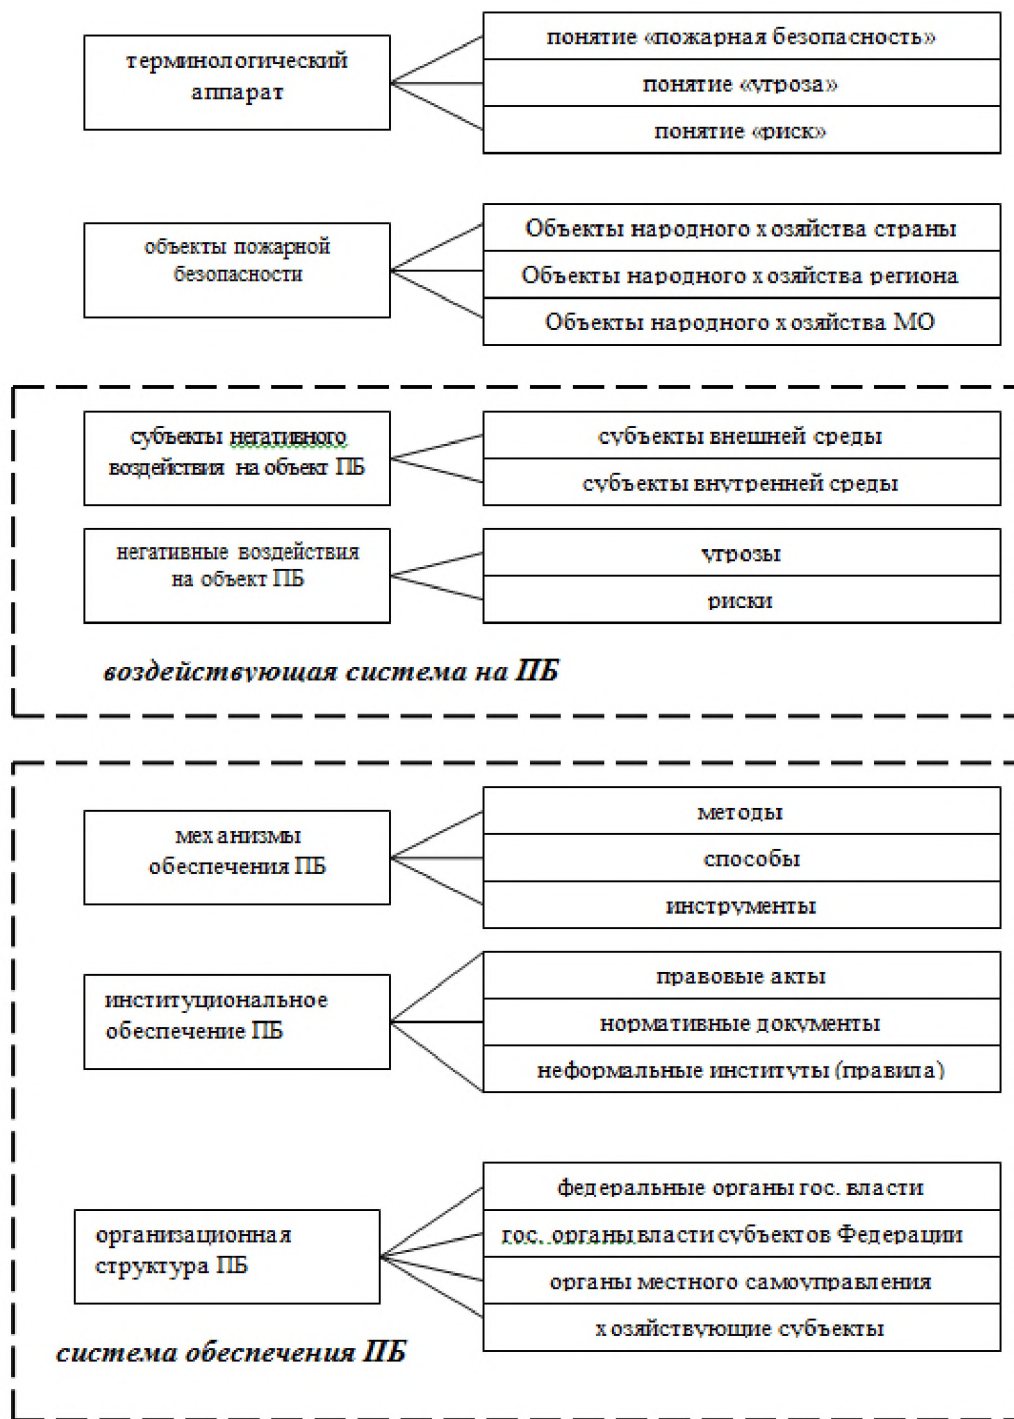 терминологический
аппарат
понятие «пожарная безопасность»
понятие «угроза»
понятие «риск»
объекты пожарной
безопасности
Объекты народного хозяйства страны
Объекты народного хозяйства региона
Объекты народного хозяйства МО
субъекты негативного
воздействия на объект ПБ
субъекты внешней среды
субъекты внутренней среды
негативные воздействия
на объект ПБ
угрозы
риски
воздействующая система на ПБ
механизмы
обеспечения ПБ
методы
способы
инструменты
институциональное
обеспечение ПБ
правовые акты
нормативные документы
неформальные институты (правила)
организационная
структура ПБ
федеральные органы гос. власти
гос. органы власти субъектов Федерации
органы местного самоуправления
хозяйствующие субъекты
система обеспечения ПБ